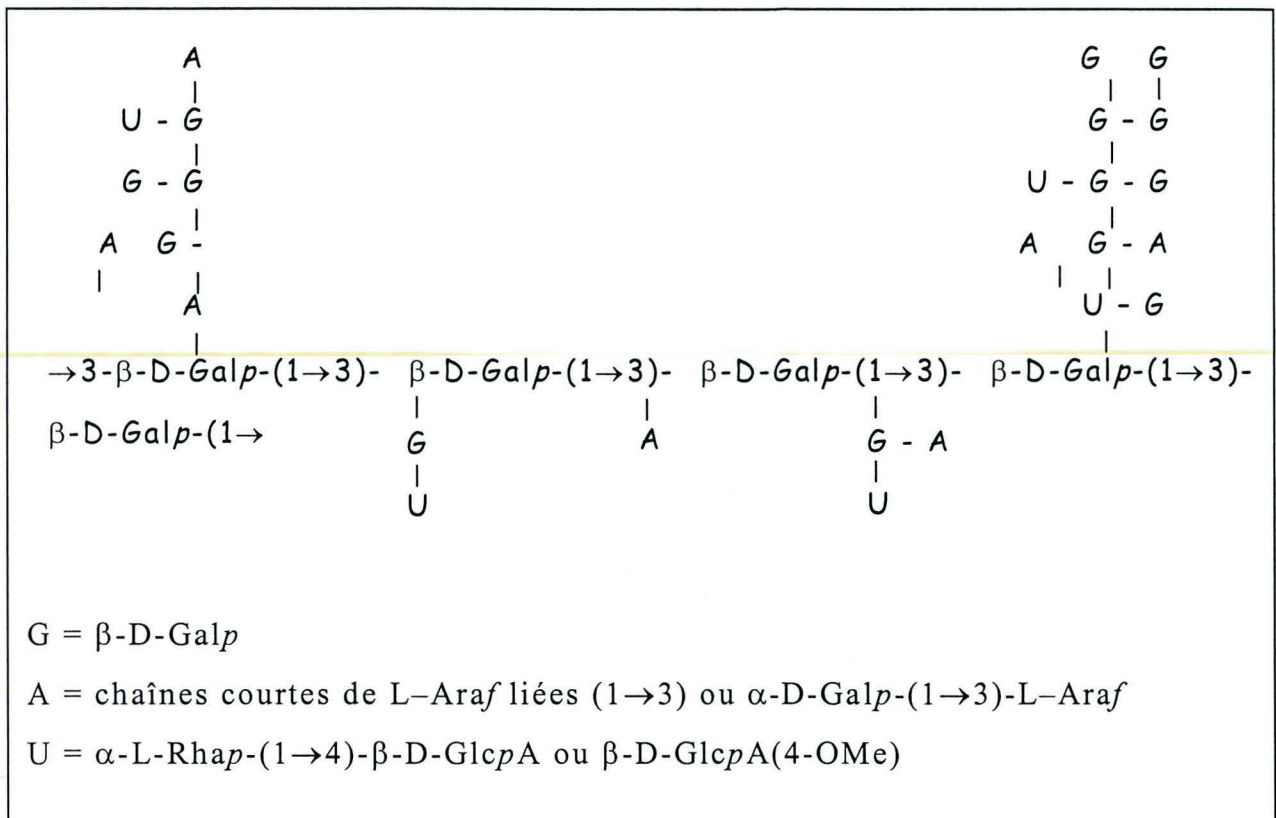 A G G
U - G G - G
G - G U - G - G
A G - A G - A
A U - G
→3-β-D-Galp-(1→3)- β-D-Galp-(1→3)- β-D-Galp-(1→3)- β-D-Galp-(1→3)-
β-D-Galp-(1→ G A G - A
U U
G = β-D-Galp
A = chaînes courtes de L–Araf liées (1→3) ou α-D-Galp-(1→3)-L–Araf
U = α-L-Rhap-(1→4)-β-D-GlcpA ou β-D-GlcpA(4-OMe)